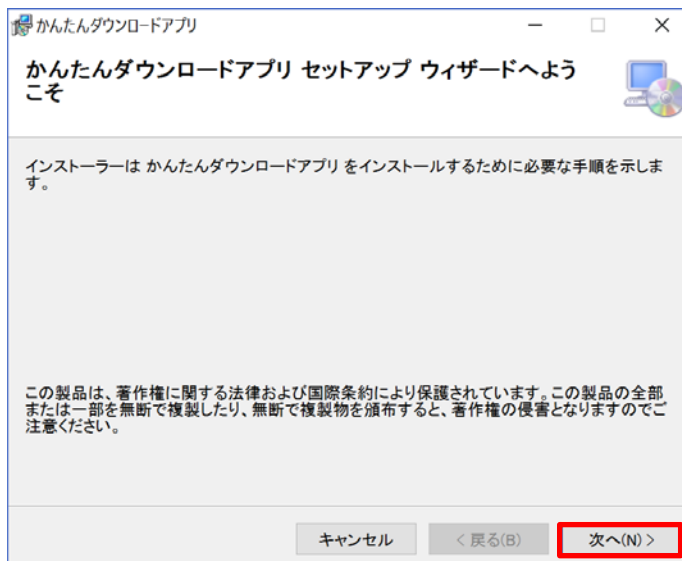 かんたんダウンロードアプリ
かんたんダウンロードアプリ セットアップ ウィザードへよう
こそ
インストーラーは かんたんダウンロードアプリ をインストールするために必要な手順を示しま
す。
この製品は、著作権に関する法律および国際条約により保護されています。この製品の全部
または一部を無断で複製したり、無断で複製物を頒布すると、著作権の侵害となりますのでご
注意ください。
キャンセル < 戻る(B) 次へ(N) >